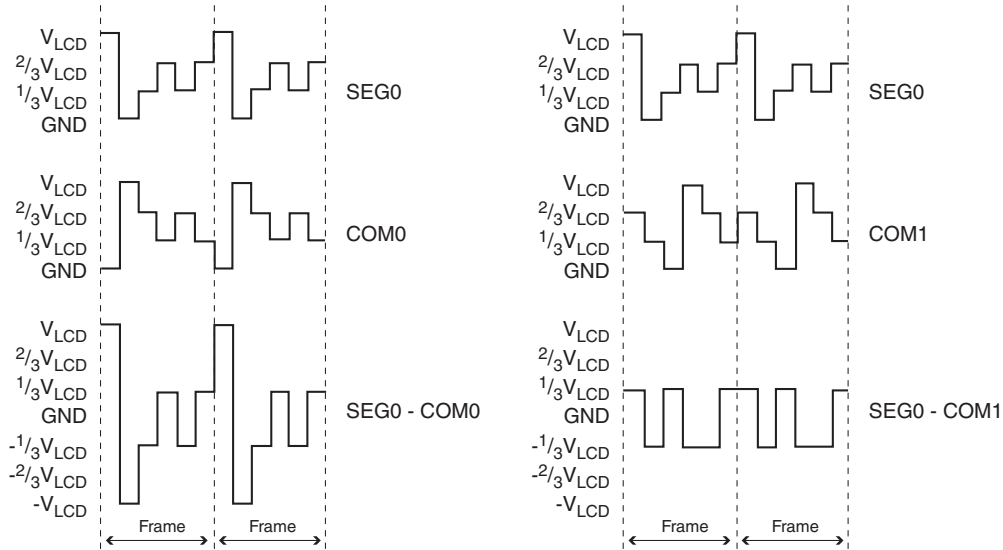 V_LCD
2/3V_LCD
1/3V_LCD
GND
SEG0
V_LCD
2/3V_LCD
1/3V_LCD
GND
COM0
V_LCD
2/3V_LCD
1/3V_LCD
GND
-1/3V_LCD
-2/3V_LCD
-V_LCD
SEG0 - COM0
Frame
Frame
V_LCD
2/3V_LCD
1/3V_LCD
GND
SEG0
V_LCD
2/3V_LCD
1/3V_LCD
GND
COM1
V_LCD
2/3V_LCD
1/3V_LCD
GND
-1/3V_LCD
-2/3V_LCD
-V_LCD
SEG0 - COM1
Frame
Frame